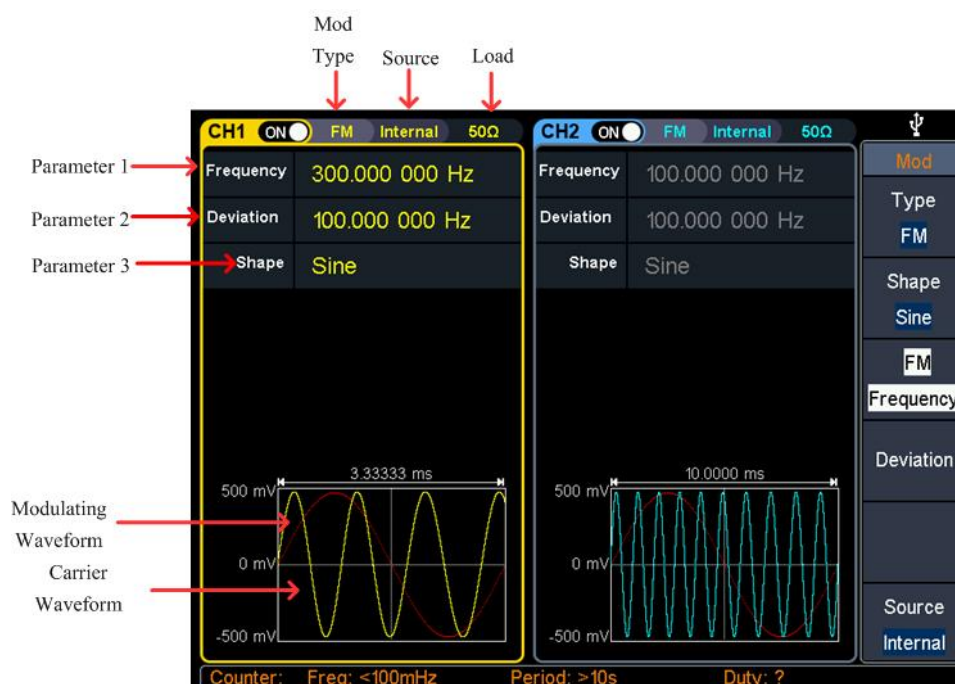 Mod
Type
Source
Load
CH1 ON FM Internal 50Ω
CH2 ON FM Internal 50Ω
Parameter 1
Frequency 300.000 000 Hz
Frequency 100.000 000 Hz
Mod
Parameter 2
Deviation 100.000 000 Hz
Deviation 100.000 000 Hz
Type
FM
Parameter 3
Shape Sine
Shape Sine
Shape
Sine
FM
Frequency
Deviation
3.33333 ms
10.0000 ms
500 mV
500 mV
Modulating
Waveform
0 mV
0 mV
Carrier
Waveform
-500 mV
-500 mV
Source
Internal
Counter: Freq: <100mHz Period: >10s Duty: ?